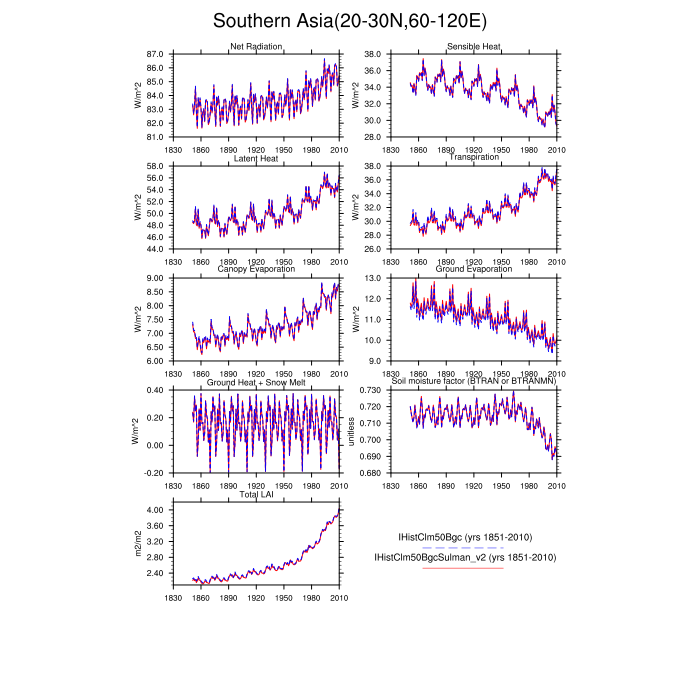 Southern Asia(20-30N,60-120E)
Net Radiation
W/m^2
87.0
86.0
85.0
84.0
83.0
82.0
81.0
1830 1860 1890 1920 1950 1980 2010
Sensible Heat
W/m^2
38.0
36.0
34.0
32.0
30.0
28.0
1830 1860 1890 1920 1950 1980 2010
Latent Heat
W/m^2
58.0
56.0
54.0
52.0
50.0
48.0
46.0
44.0
1830 1860 1890 1920 1950 1980 2010
Transpiration
W/m^2
38.0
36.0
34.0
32.0
30.0
28.0
26.0
1830 1860 1890 1920 1950 1980 2010
Canopy Evaporation
W/m^2
9.00
8.50
8.00
7.50
7.00
6.50
6.00
1830 1860 1890 1920 1950 1980 2010
Ground Evaporation
W/m^2
13.0
12.0
11.0
10.0
9.0
1830 1860 1890 1920 1950 1980 2010
Ground Heat + Snow Melt
W/m^2
0.40
0.20
0.00
-0.20
1830 1860 1890 1920 1950 1980 2010
Soil moisture factor (BTRAN or BTRANMN)
unitless
0.730
0.720
0.710
0.700
0.690
0.680
1830 1860 1890 1920 1950 1980 2010
Total LAI
m2/m2
4.00
3.60
3.20
2.80
2.40
1830 1860 1890 1920 1950 1980 2010
IHistClm50Bgc (yrs 1851-2010)
IHistClm50BgcSulman_v2 (yrs 1851-2010)